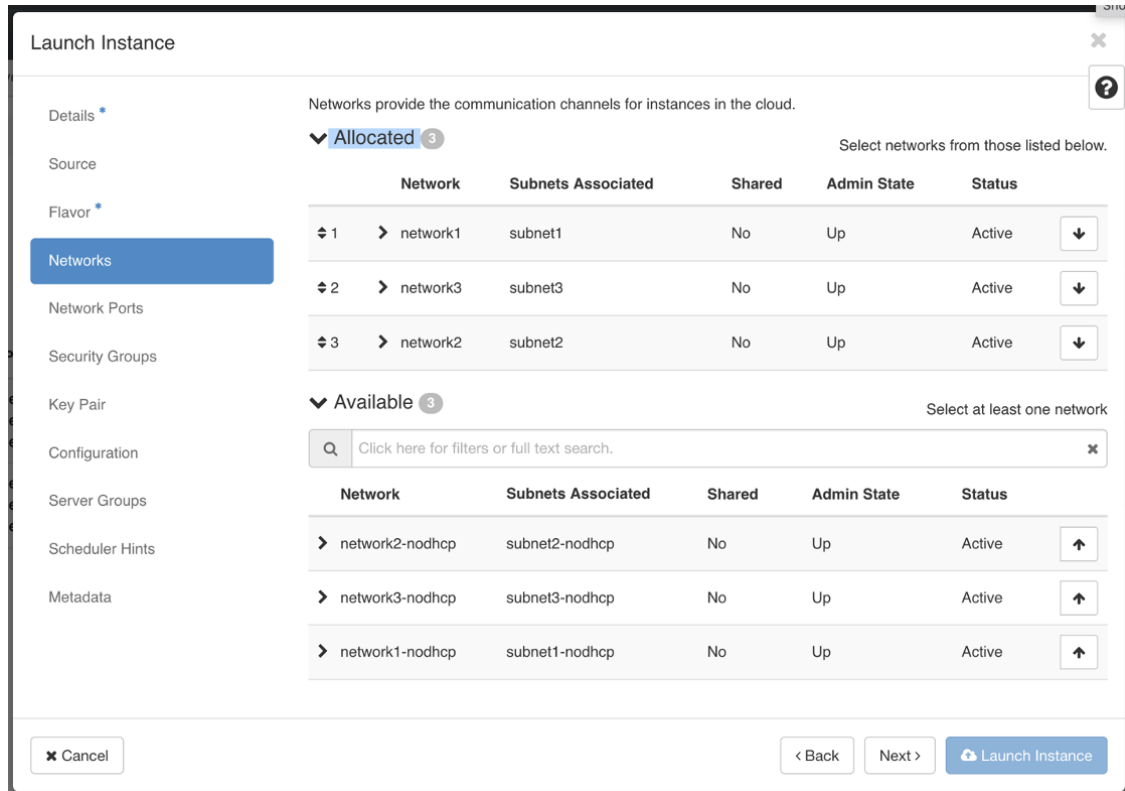 Launch Instance
Details *
Source
Flavor *
Networks
Network Ports
Security Groups
Key Pair
Configuration
Server Groups
Scheduler Hints
Metadata
Networks provide the communication channels for instances in the cloud.
Allocated 3
Select networks from those listed below.
Network Subnets Associated Shared Admin State Status
1 network1 subnet1 No Up Active
2 network3 subnet3 No Up Active
3 network2 subnet2 No Up Active
Available 3
Select at least one network
Click here for filters or full text search.
Network Subnets Associated Shared Admin State Status
network2-nodhcp subnet2-nodhcp No Up Active
network3-nodhcp subnet3-nodhcp No Up Active
network1-nodhcp subnet1-nodhcp No Up Active
Cancel
< Back
Next >
Launch Instance